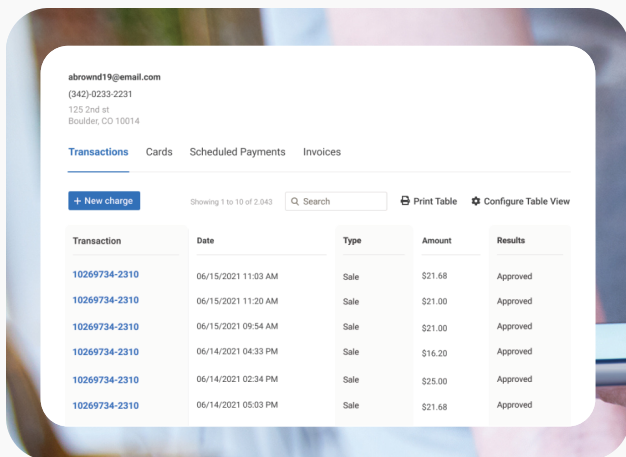 abrownd19@email.com
(342)-0233-2231
125 2nd st
Boulder, CO 10014
Transactions Cards Scheduled Payments Invoices
+ New charge Showing 1 to 10 of 2.043 Search Print Table Configure Table View
Transaction Date Type Amount Results
10269734-2310 06/15/2021 11:03 AM Sale $21.68 Approved
10269734-2310 06/15/2021 11:20 AM Sale $21.00 Approved
10269734-2310 06/15/2021 09:54 AM Sale $21.00 Approved
10269734-2310 06/14/2021 04:33 PM Sale $16.20 Approved
10269734-2310 06/14/2021 02:34 PM Sale $25.00 Approved
10269734-2310 06/14/2021 05:03 PM Sale $21.68 Approved